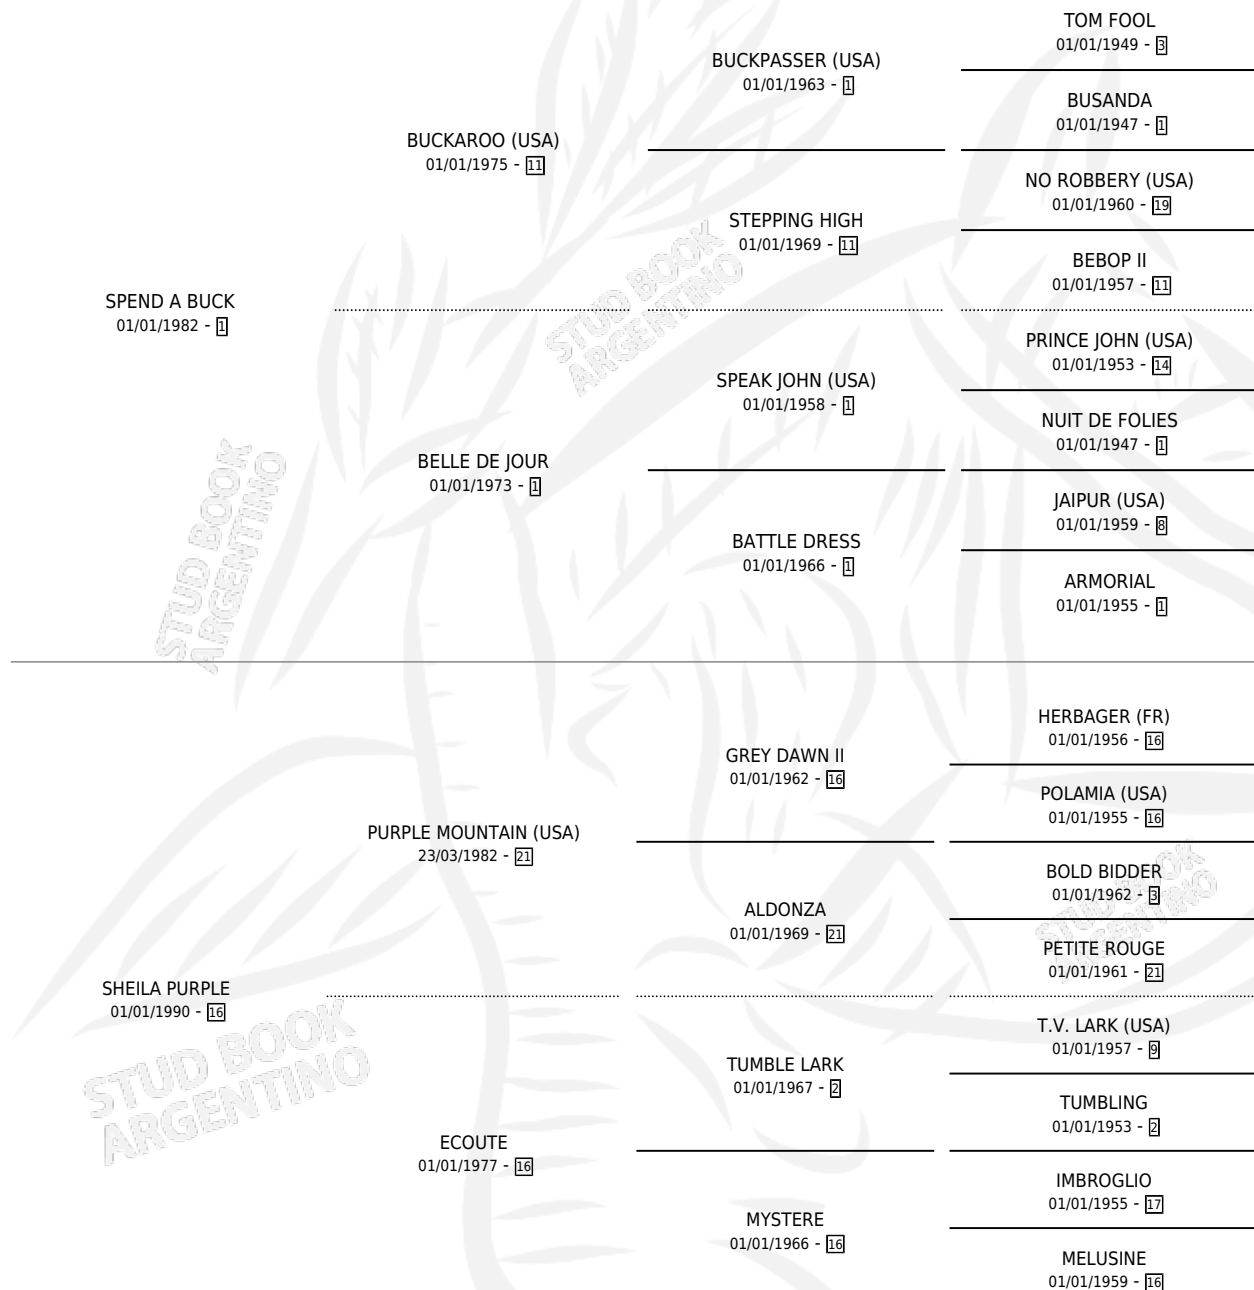 TOM FOOL
01/01/1949 - 3
BUCKPASSER (USA)
01/01/1963 - 1
BUSANDA
01/01/1947 - 1
BUCKAROO (USA)
01/01/1975 - 11
NO ROBBERY (USA)
01/01/1960 - 19
STEPPING HIGH
01/01/1969 - 11
BEBOP II
01/01/1957 - 11
SPEND A BUCK
01/01/1982 - 1
STUD BOOK
ARGENTINO
PRINCE JOHN (USA)
01/01/1953 - 14
SPEAK JOHN (USA)
01/01/1958 - 1
NUIT DE FOLIES
01/01/1947 - 1
BELLE DE JOUR
01/01/1973 - 1
JAIPUR (USA)
01/01/1959 - 8
BATTLE DRESS
01/01/1966 - 1
ARMORIAL
01/01/1955 - 1
STUD BOOK
ARGENTINO
HERBAGER (FR)
01/01/1956 - 16
GREY DAWN II
01/01/1962 - 16
POLAMIA (USA)
01/01/1955 - 16
PURPLE MOUNTAIN (USA)
23/03/1982 - 21
BOLD BIDDER
01/01/1962 - 3
ALDONZA
01/01/1969 - 21
PETITE ROUGE
01/01/1961 - 21
STUD BOOK
ARGENTINO
SHEILA PURPLE
01/01/1990 - 16
T.V. LARK (USA)
01/01/1957 - 9
TUMBLE LARK
01/01/1967 - 2
TUMBLING
01/01/1953 - 2
STUD BOOK
ARGENTINO
ECOUTE
01/01/1977 - 16
IMBROGLIO
01/01/1955 - 17
MYSTERE
01/01/1966 - 16
MELUSINE
01/01/1959 - 16